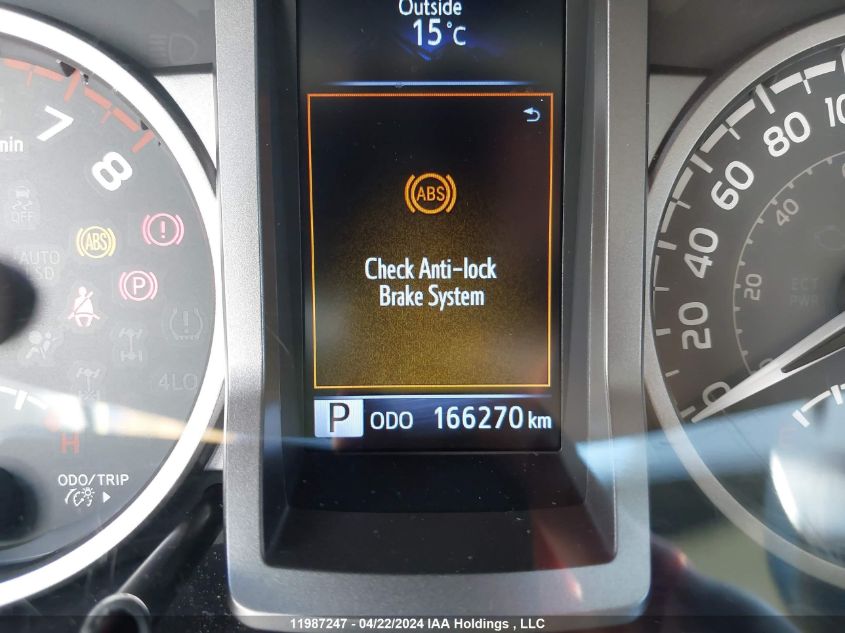 Outside
15°C
7
8
min
OFF
ABS
!
AUTO
LSD
P
4LO
H
ODO/TRIP
ABS
Check Anti-lock
Brake System
P ODO 166270 km
20
40
60
80
20
40
ECT
PWR
11987247 - 04/22/2024 IAA Holdings , LLC